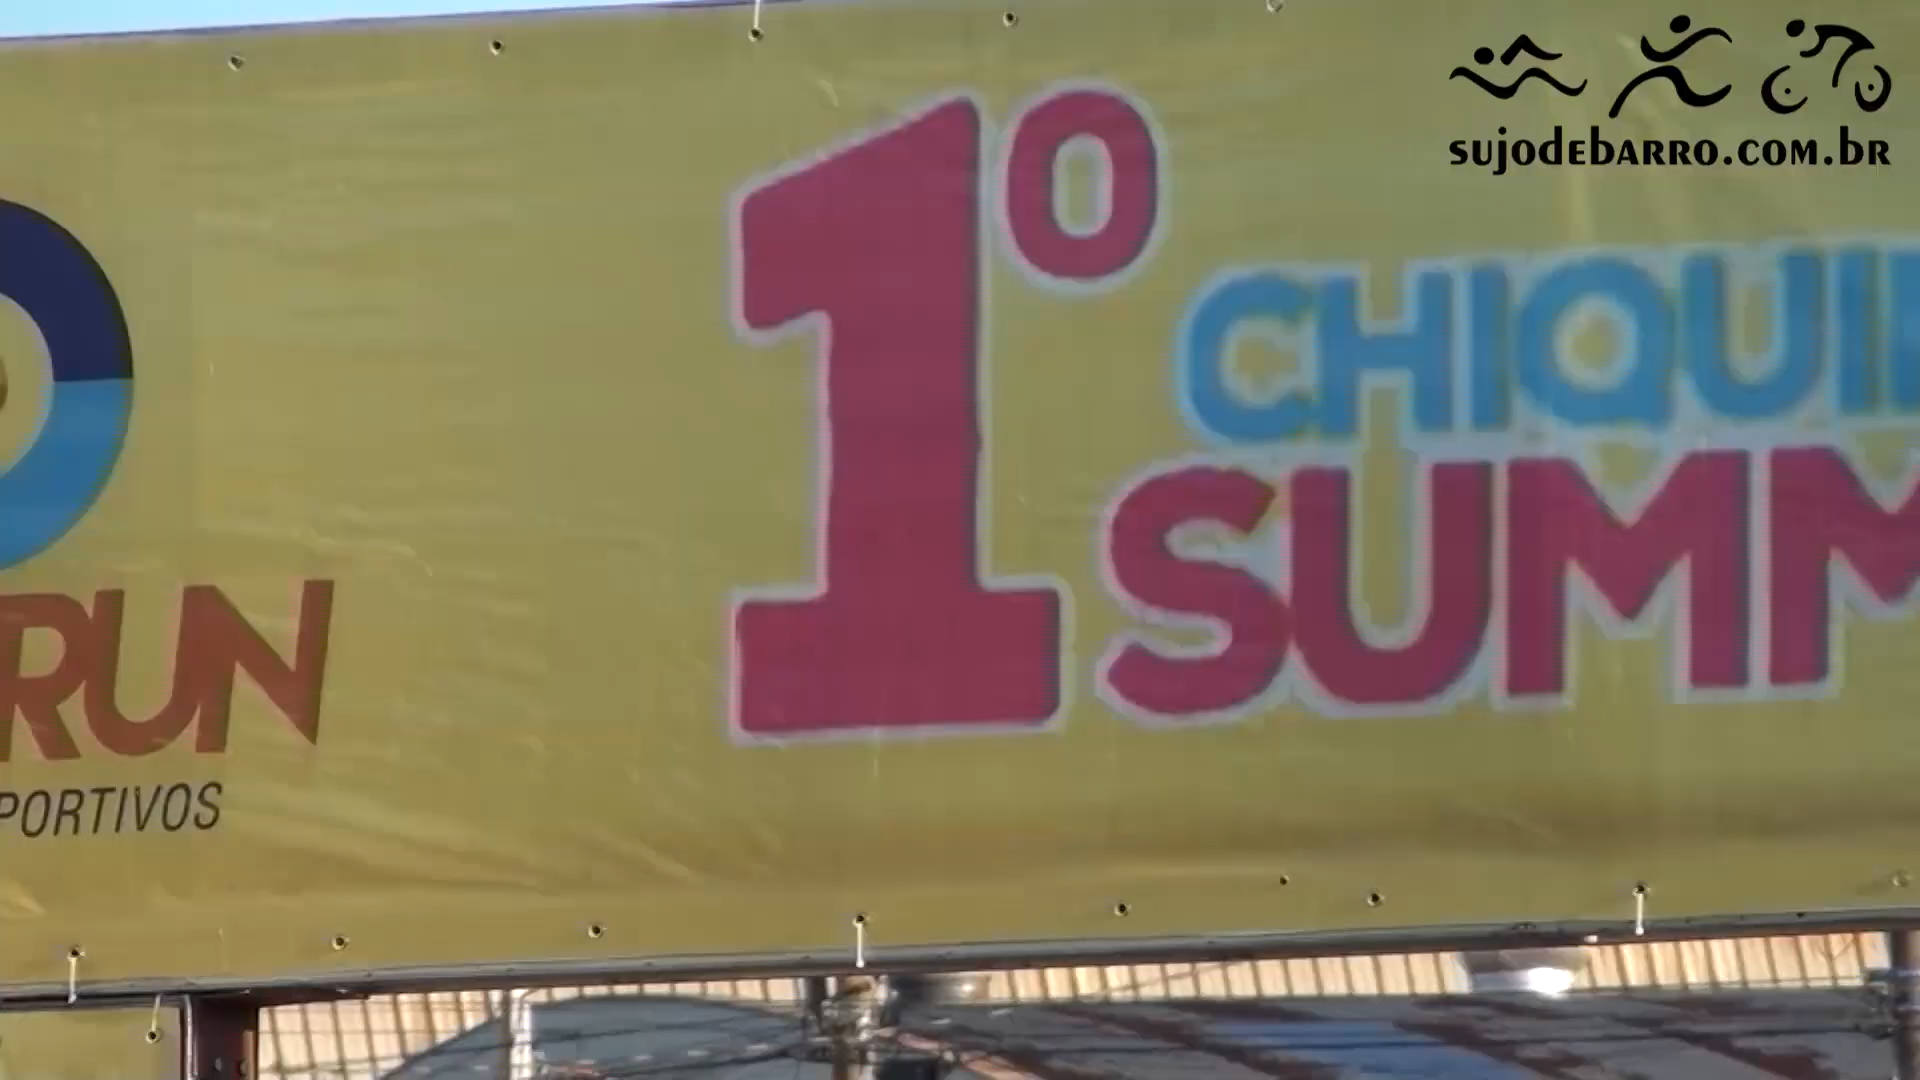 sujodebarro.com.br
1º CHIQUI
SUMM
RUN
PORTIVOS